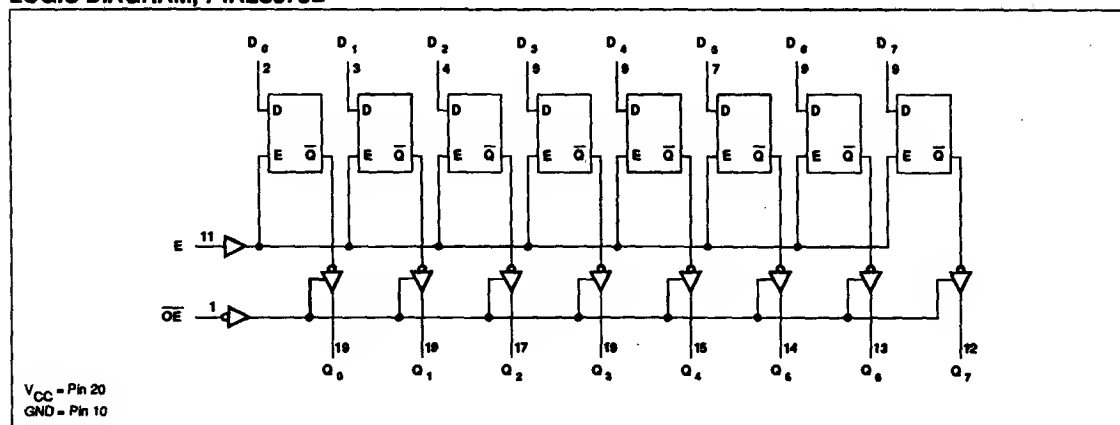 LOGIC DIAGRAM,
D0 D1 D2 D3 D4 D5 D6 D7
2 3 4 5 6 7 8 9
D D D D D D D D
E Q̅ E Q̅ E Q̅ E Q̅ E Q̅ E Q̅ E Q̅ E Q̅
E 11
O̅E̅ 1
19 18 17 16 15 14 13 12
Q0 Q1 Q2 Q3 Q4 Q5 Q6 Q7
VCC = Pin 20
GND = Pin 10